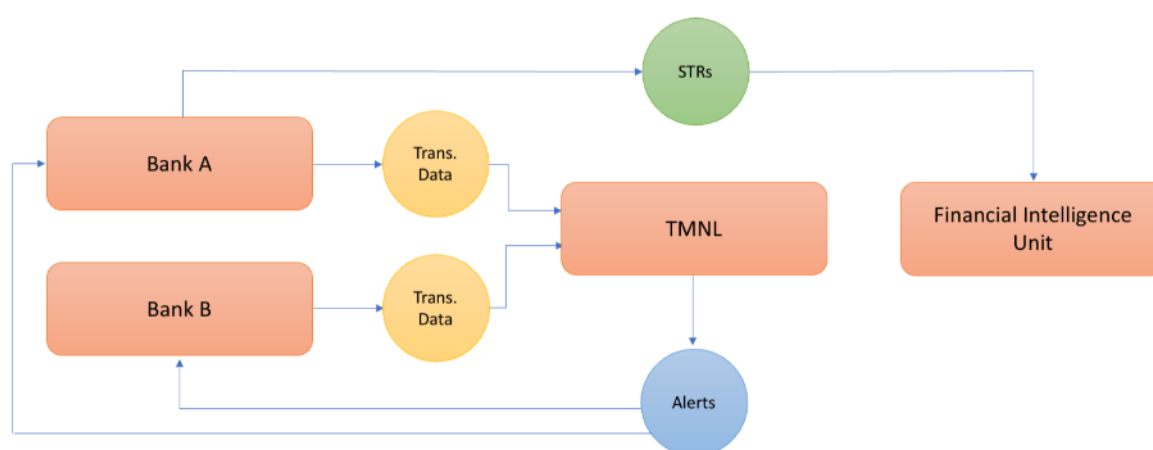 STRs
Bank A
Trans.
Data
TMNL
Financial Intelligence
Unit
Bank B
Trans.
Data
Alerts